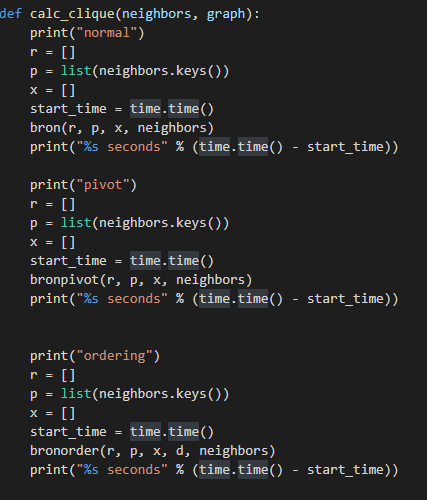 def calc_clique(neighbors, graph):
print("normal")
r = []
p = list(neighbors.keys())
x = []
start_time = time.time()
bron(r, p, x, neighbors)
print("%s seconds" % (time.time() - start_time))
print("pivot")
r = []
p = list(neighbors.keys())
x = []
start_time = time.time()
bronpivot(r, p, x, neighbors)
print("%s seconds" % (time.time() - start_time))
print("ordering")
r = []
p = list(neighbors.keys())
x = []
start_time = time.time()
bronorder(r, p, x, d, neighbors)
print("%s seconds" % (time.time() - start_time))